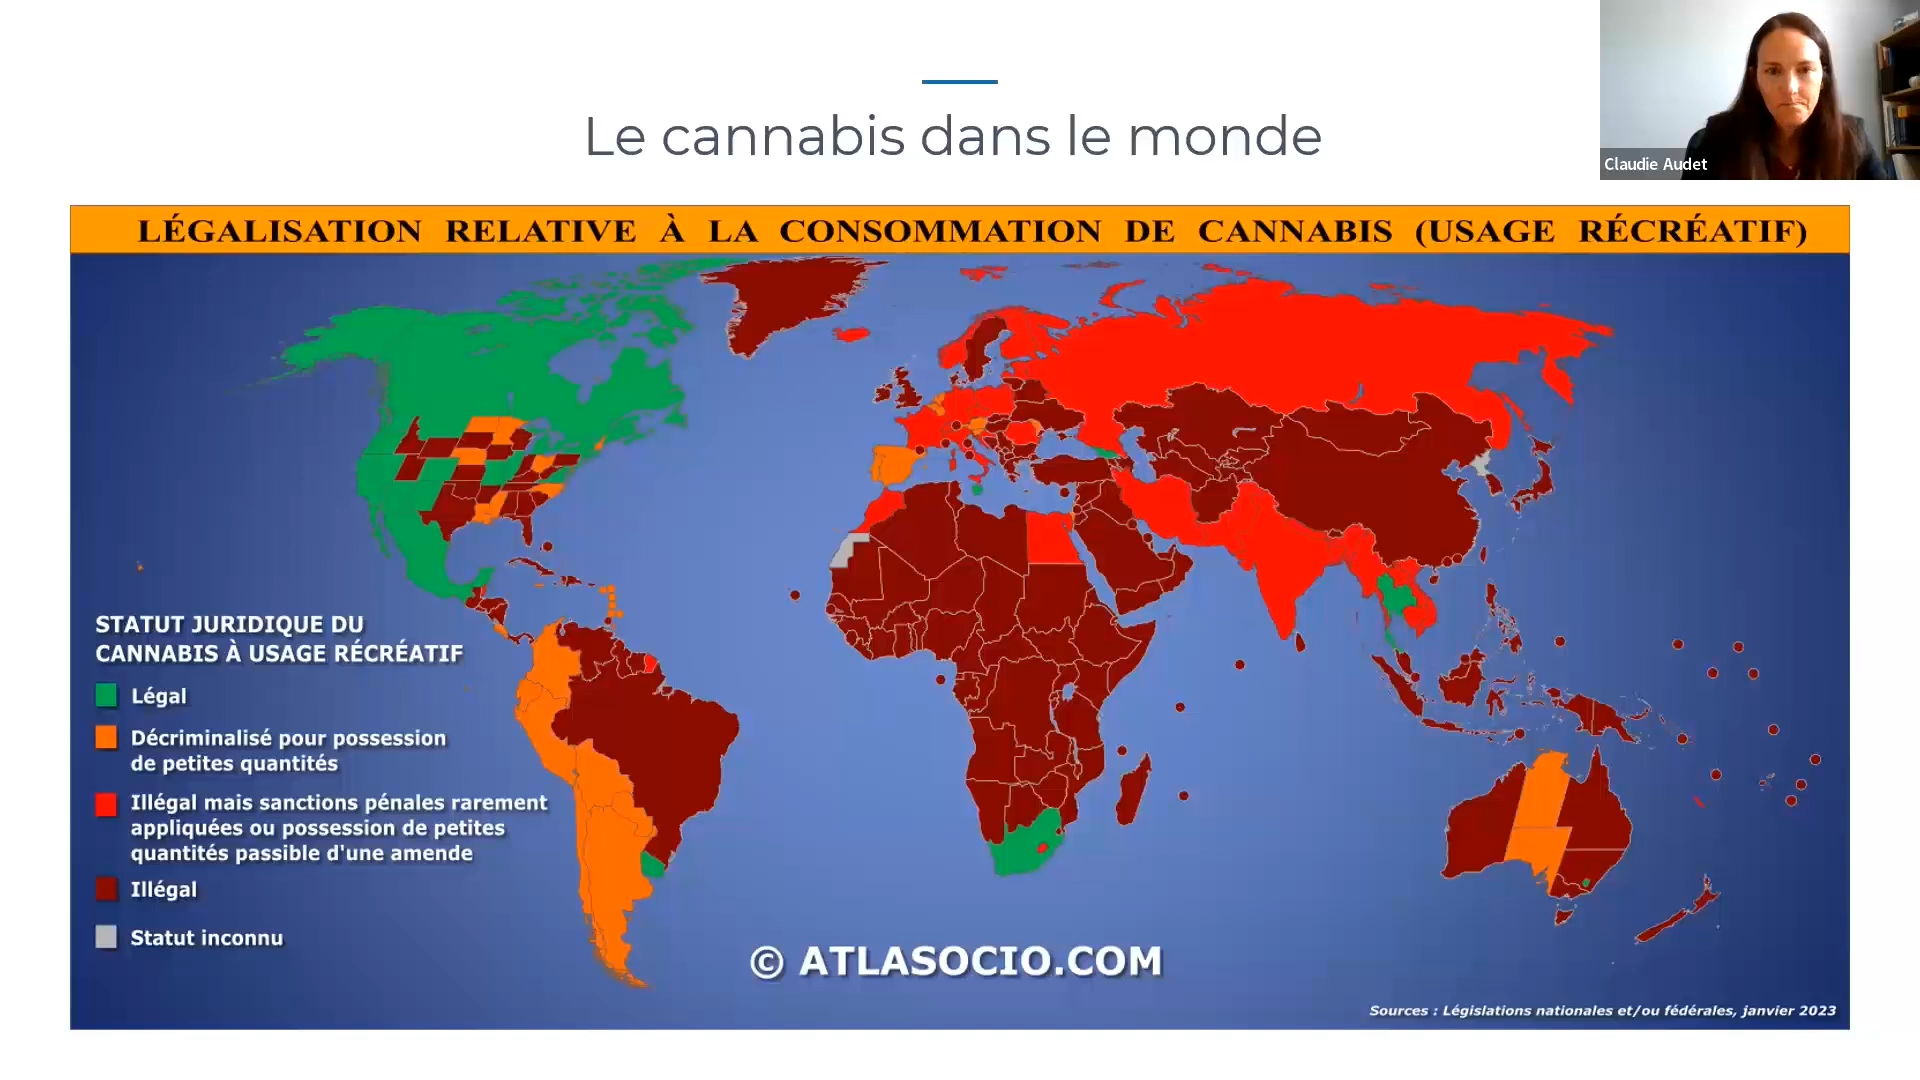 Le cannabis dans le monde
Claudie Audet
LÉGALISATION RELATIVE À LA CONSOMMATION DE CANNABIS (USAGE RÉCRÉATIF)
STATUT JURIDIQUE DU
CANNABIS À USAGE RÉCRÉATIF
Légal
Décriminalisé pour possession
de petites quantités
Illégal mais sanctions pénales rarement
appliquées ou possession de petites
quantités passible d'une amende
Illégal
Statut inconnu
© ATLASOCIO.COM
Sources : Législations nationales et/ou fédérales, janvier 2023